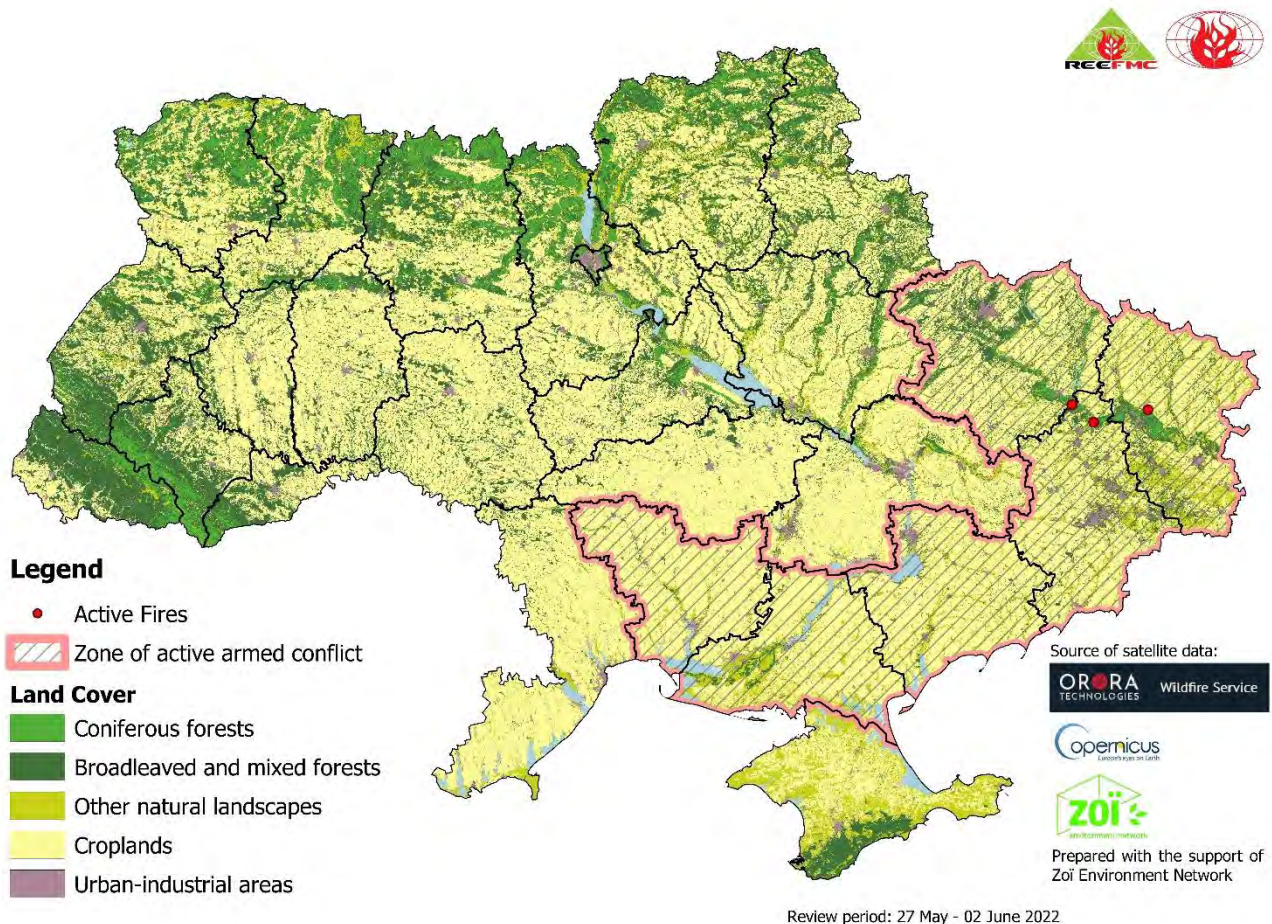 REEFMC
Legend
Active Fires
Zone of active armed conflict
Land Cover
Coniferous forests
Broadleaved and mixed forests
Other natural landscapes
Croplands
Urban-industrial areas
Source of satellite data:
ORORA
TECHNOLOGIES
Wildfire Service
opernicus
Europe's eyes on Earth
ZOÏ
environment network
Prepared with the support of
Zoï Environment Network
Review period: 27 May - 02 June 2022